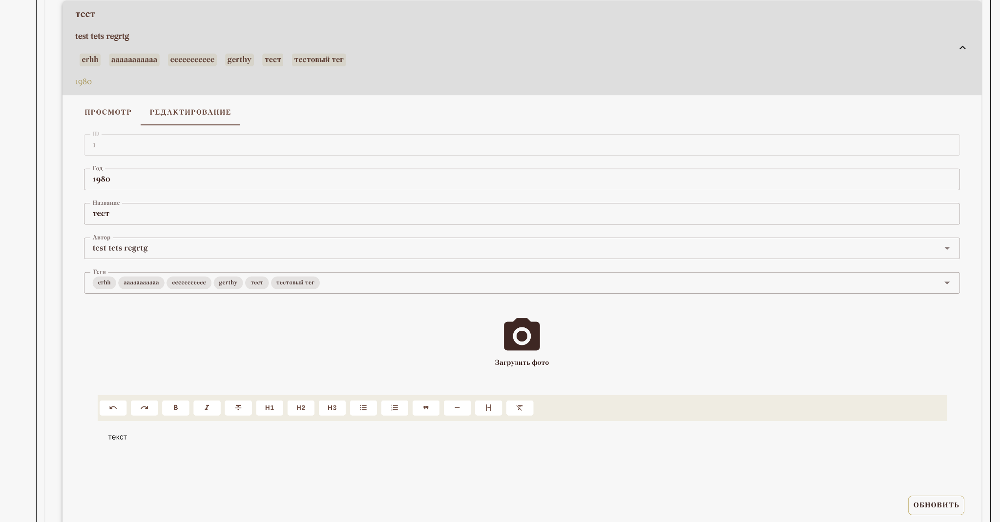 тест
test tets regrtg
erhh aaaaaaaaaaa eeeeeeeeeee gerthy тест тестовый тег
1980
ПРОСМОТР РЕДАКТИРОВАНИЕ
ID
1
Год
1980
Название
тест
Автор
test tets regrtg
Теги
erhh aaaaaaaaaaa eeeeeeeeeee gerthy тест тестовый тег
Загрузить фото
B I H1 H2 H3
текст
ОБНОВИТЬ